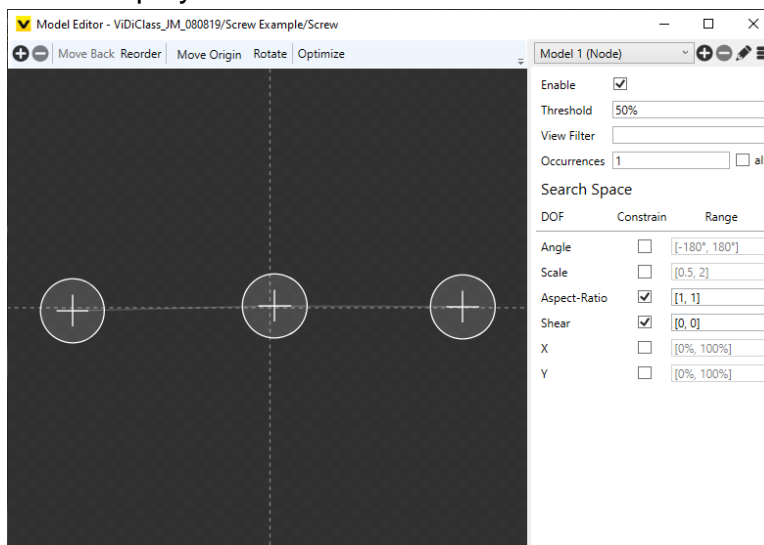 Model Editor - ViDiClass_JM_080819/Screw Example/Screw
Move Back Reorder Move Origin Rotate Optimize
Model 1 (Node)
Enable
Threshold 50%
View Filter
Occurrences 1 al
Search Space
DOF Constrain Range
Angle [-180°, 180°]
Scale [0.5, 2]
Aspect-Ratio [1, 1]
Shear [0, 0]
X [0%, 100%]
Y [0%, 100%]